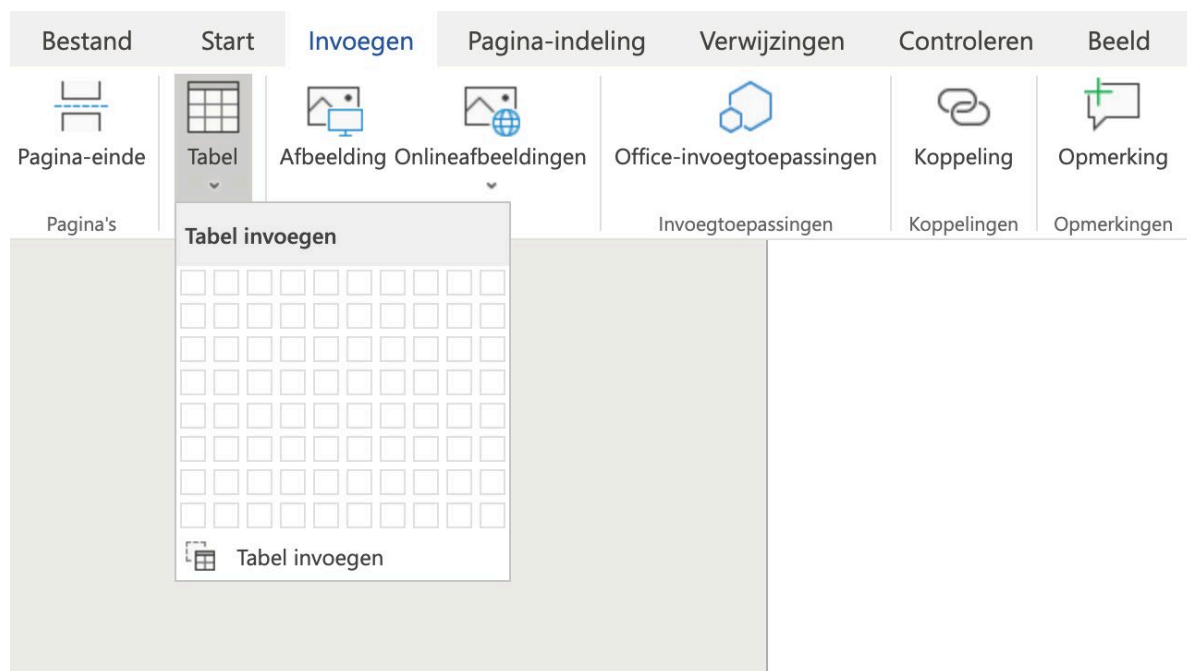 Bestand Start Invoegen Pagina-indeling Verwijzingen Controleren Beeld
Pagina-einde Tabel Afbeelding Onlineafbeeldingen Office-invoegtoepassingen Koppeling Opmerking
Pagina's Invoegtoepassingen Koppelingen Opmerkingen
Tabel invoegen
Tabel invoegen